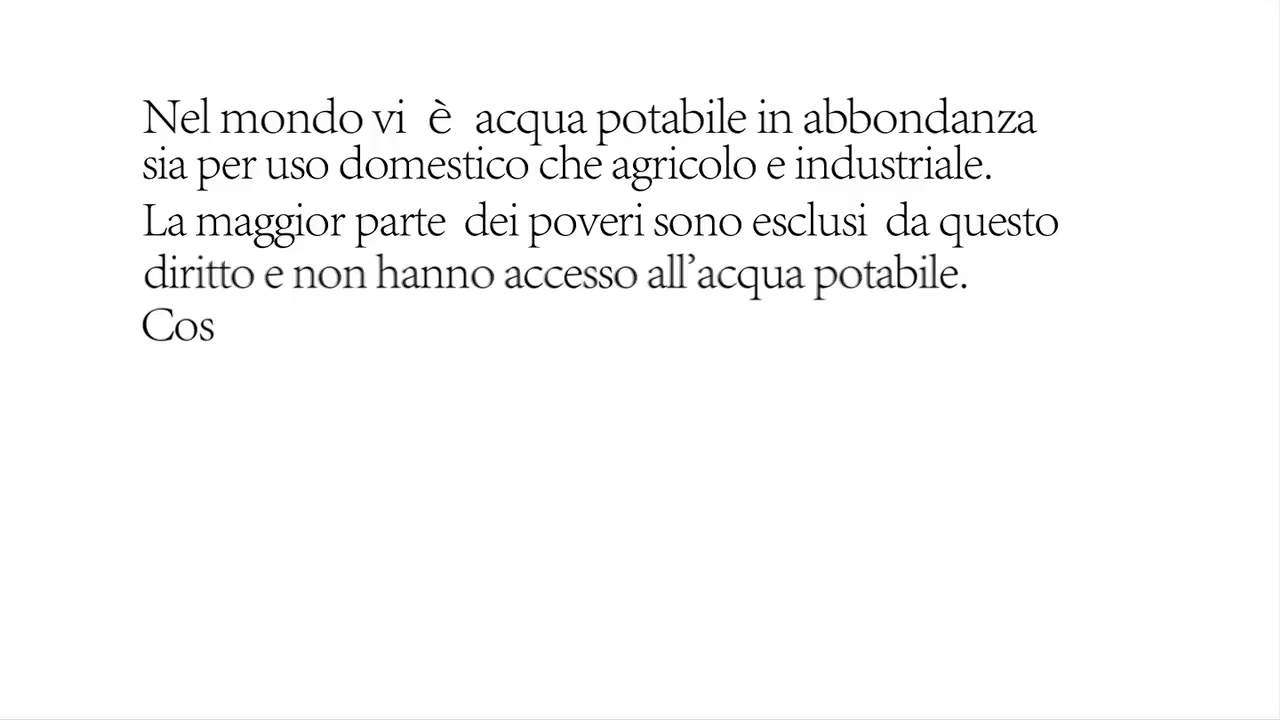 Nel mondo vi è acqua potabile in abbondanza
sia per uso domestico che agricolo e industriale.
La maggior parte dei poveri sono esclusi da questo
diritto e non hanno accesso all’acqua potabile.
Cos